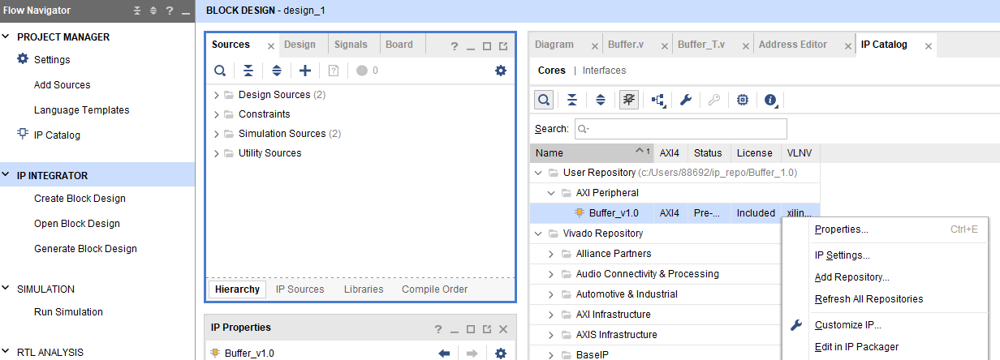 Flow Navigator
PROJECT MANAGER
Settings
Add Sources
Language Templates
IP Catalog
IP INTEGRATOR
Create Block Design
Open Block Design
Generate Block Design
SIMULATION
Run Simulation
RTL ANALYSIS
BLOCK DESIGN - design_1
Sources Design Signals Board
0
Design Sources (2)
Constraints
Simulation Sources (2)
Utility Sources
Hierarchy IP Sources Libraries Compile Order
IP Properties
Buffer_v1.0
Diagram Buffer.v Buffer_T.v Address Editor IP Catalog
Cores | Interfaces
Search: Q-
Name 1 AXI4 Status License VLNV
User Repository (c:/Users/88692/ip_repo/Buffer_1.0)
AXI Peripheral
Buffer_v1.0 AXI4 Pre-... Included xilin...
Vivado Repository
Alliance Partners
Audio Connectivity & Processing
Automotive & Industrial
AXI Infrastructure
AXIS Infrastructure
BaseIP
Properties... Ctrl+E
IP Settings...
Add Repository...
Refresh All Repositories
Customize IP...
Edit in IP Packager